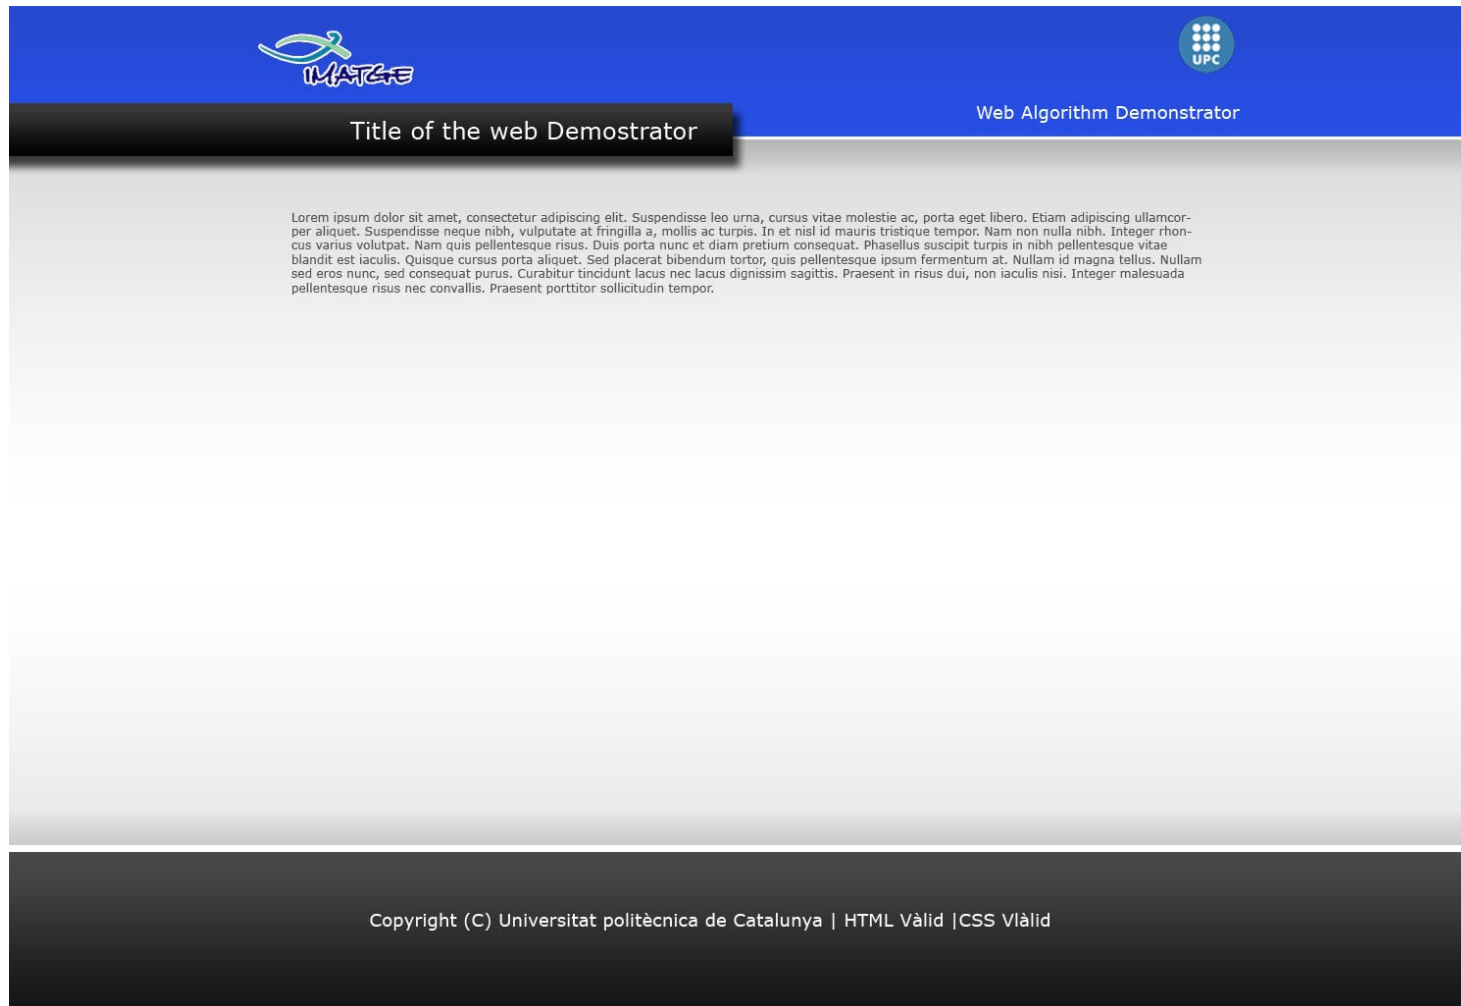 IMATGE
UPC
Web Algorithm Demonstrator
Title of the web Demostrator
Lorem ipsum dolor sit amet, consectetur adipiscing elit. Suspendisse leo urna, cursus vitae molestie ac, porta eget libero. Etiam adipiscing ullamcor-
per aliquet. Suspendisse neque nibh, vulputate at fringilla a, mollis ac turpis. In et nisl id mauris tristique tempor. Nam non nulla nibh. Integer rhon-
cus varius volutpat. Nam quis pellentesque risus. Duis porta nunc et diam pretium consequat. Phasellus suscipit turpis in nibh pellentesque vitae
blandit est iaculis. Quisque cursus porta aliquet. Sed placerat bibendum tortor, quis pellentesque ipsum fermentum at. Nullam id magna tellus. Nullam
sed eros nunc, sed consequat purus. Curabitur tincidunt lacus nec lacus dignissim sagittis. Praesent in risus dui, non iaculis nisi. Integer malesuada
pellentesque risus nec convallis. Praesent porttitor sollicitudin tempor.
Copyright (C) Universitat politècnica de Catalunya | HTML Vàlid |CSS Vlàlid